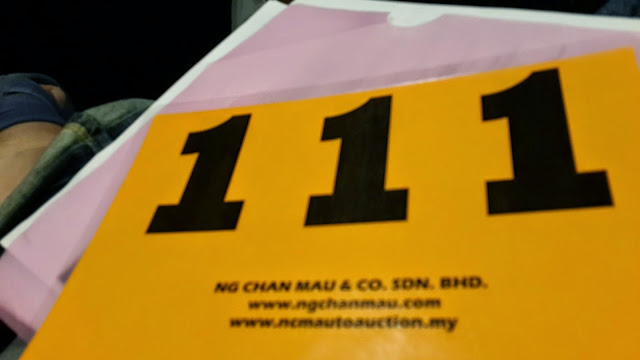 111
NG CHAN MAU & CO. SDN. BHD.
www.ngchanmau.com
www.ncmautoauction.my